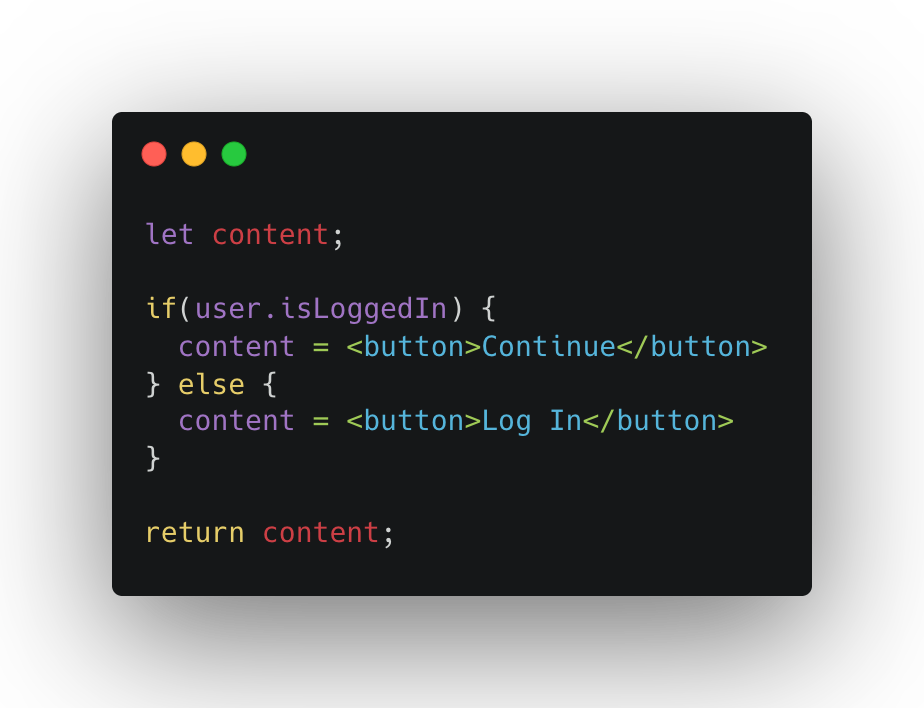 let content;

if(user.isLoggedIn) {
  content = <button>Continue</button>
} else {
  content = <button>Log In</button>
}

return content;